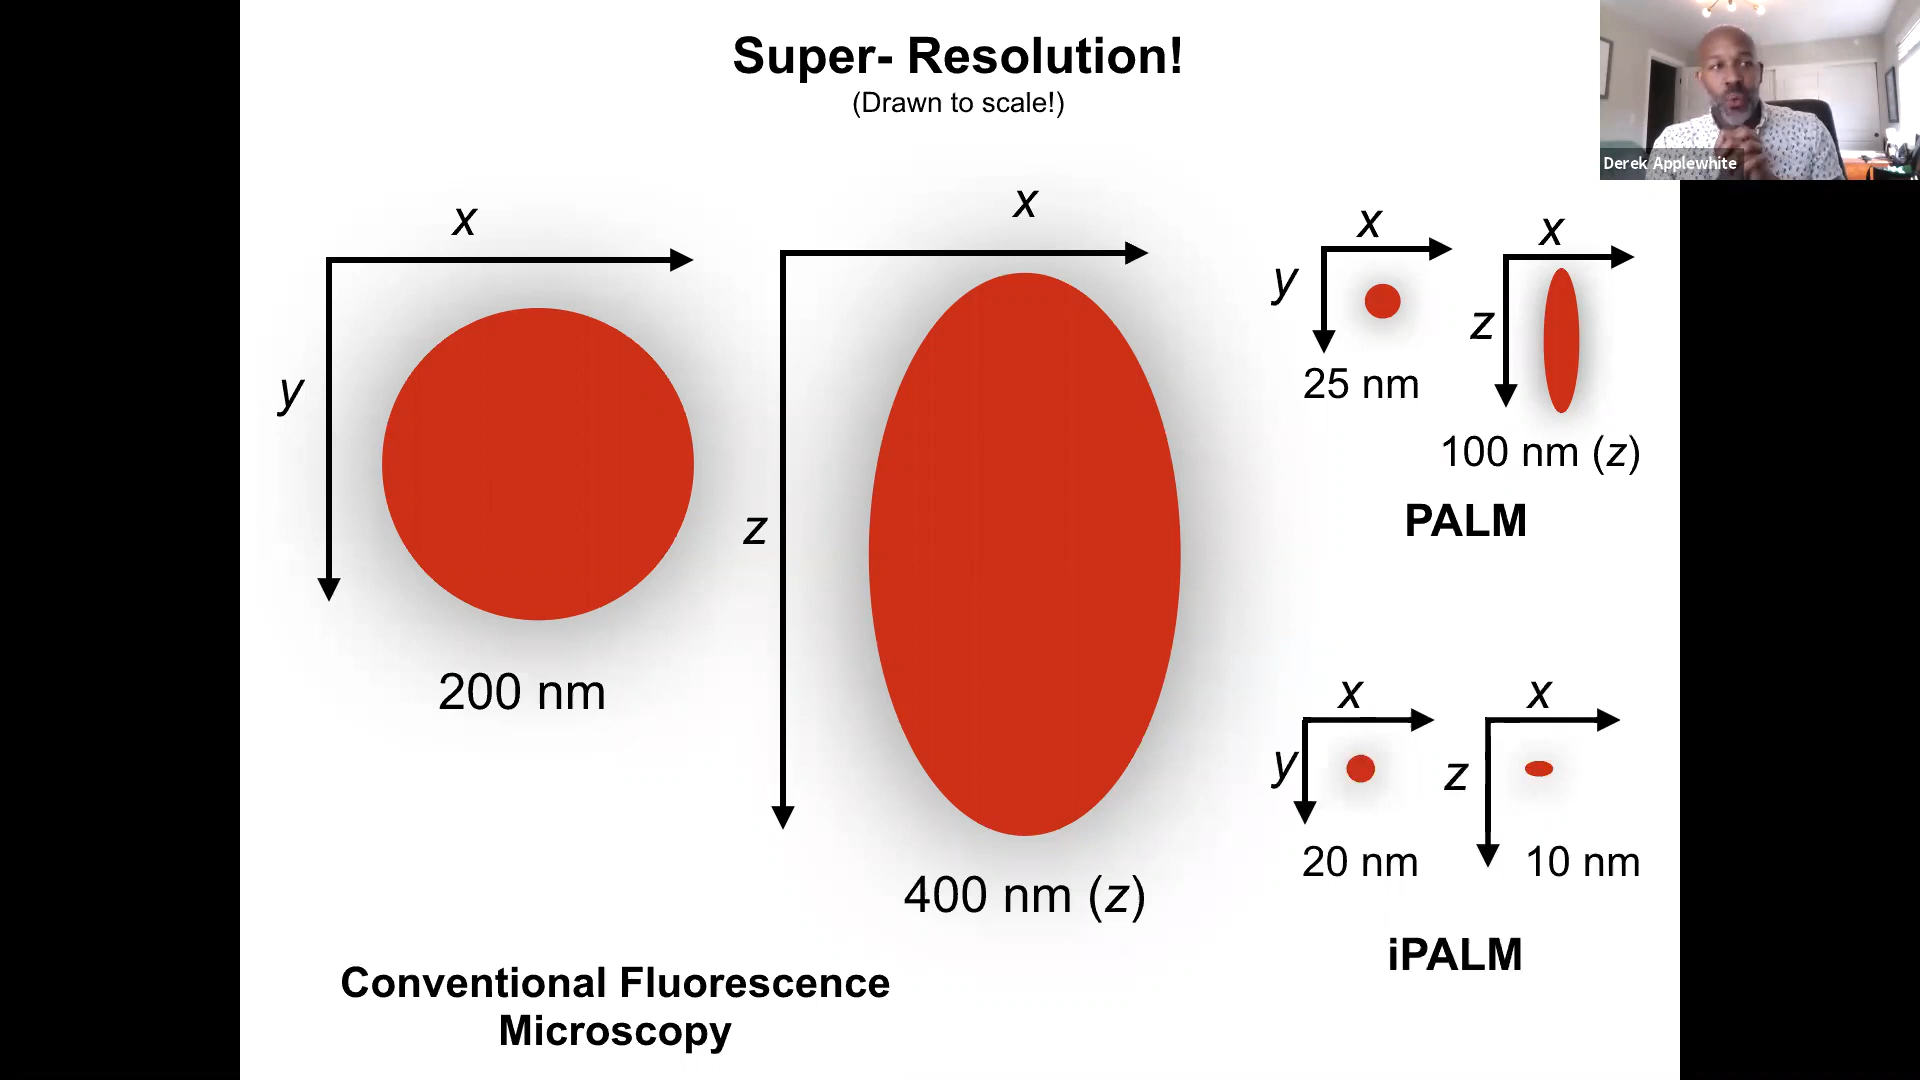 Super- Resolution!
(Drawn to scale!)
Derek Applewhite
x
y
200 nm
x
z
400 nm (z)
Conventional Fluorescence
Microscopy
x
y
25 nm
x
z
100 nm (z)
PALM
x
y
20 nm
x
z
10 nm
iPALM